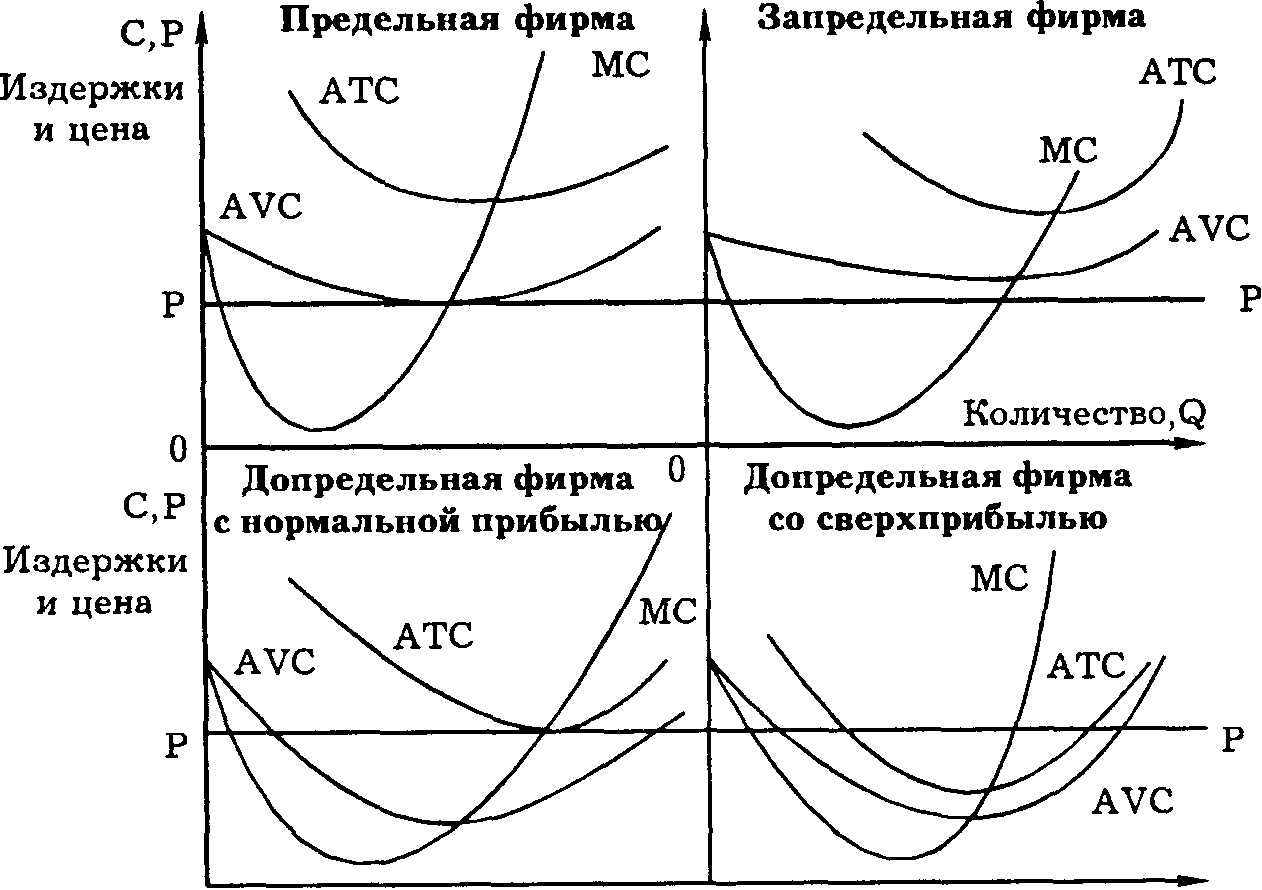 Предельная фирма
C,P
Издержки
и цена
ATC
MC
AVC
P
0
Запредельная фирма
ATC
MC
AVC
P
Количество,Q
0
Допредельная фирма
с нормальной прибылью
C,P
Издержки
и цена
ATC
MC
AVC
P
Допредельная фирма
со сверхприбылью
MC
ATC
P
AVC